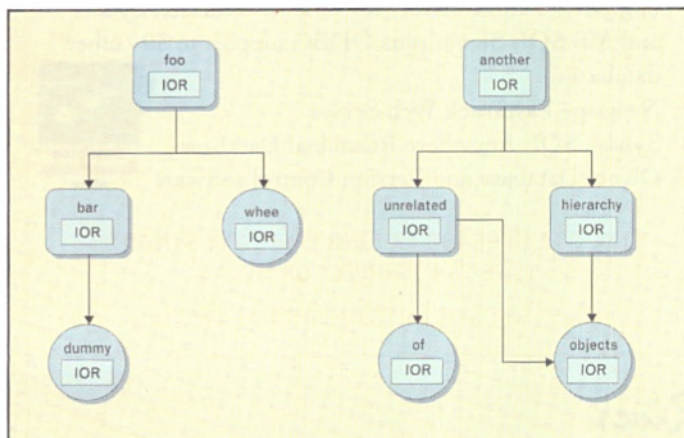 foo
IOR
another
IOR
bar
IOR
whee
IOR
unrelated
IOR
hierarchy
IOR
dummy
IOR
of
IOR
objects
IOR